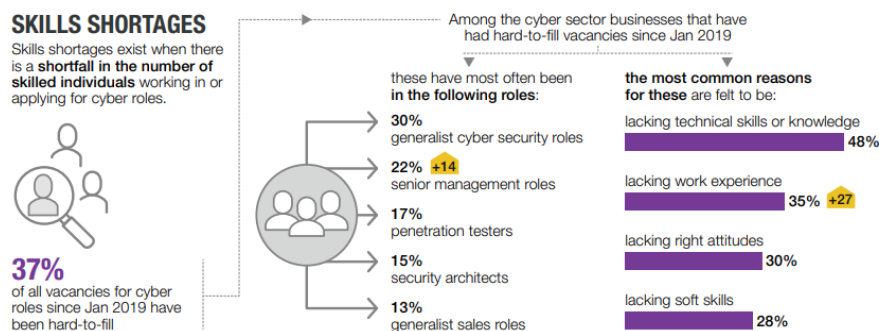 SKILLS SHORTAGES
Skills shortages exist when there
is a shortfall in the number of
skilled individuals working in or
applying for cyber roles.
37%
of all vacancies for cyber
roles since Jan 2019 have
been hard-to-fill
Among the cyber sector businesses that have
had hard-to-fill vacancies since Jan 2019
these have most often been
in the following roles:
30%
generalist cyber security roles
22% +14
senior management roles
17%
penetration testers
15%
security architects
13%
generalist sales roles
the most common reasons
for these are felt to be:
lacking technical skills or knowledge
48%
lacking work experience
35% +27
lacking right attitudes
30%
lacking soft skills
28%